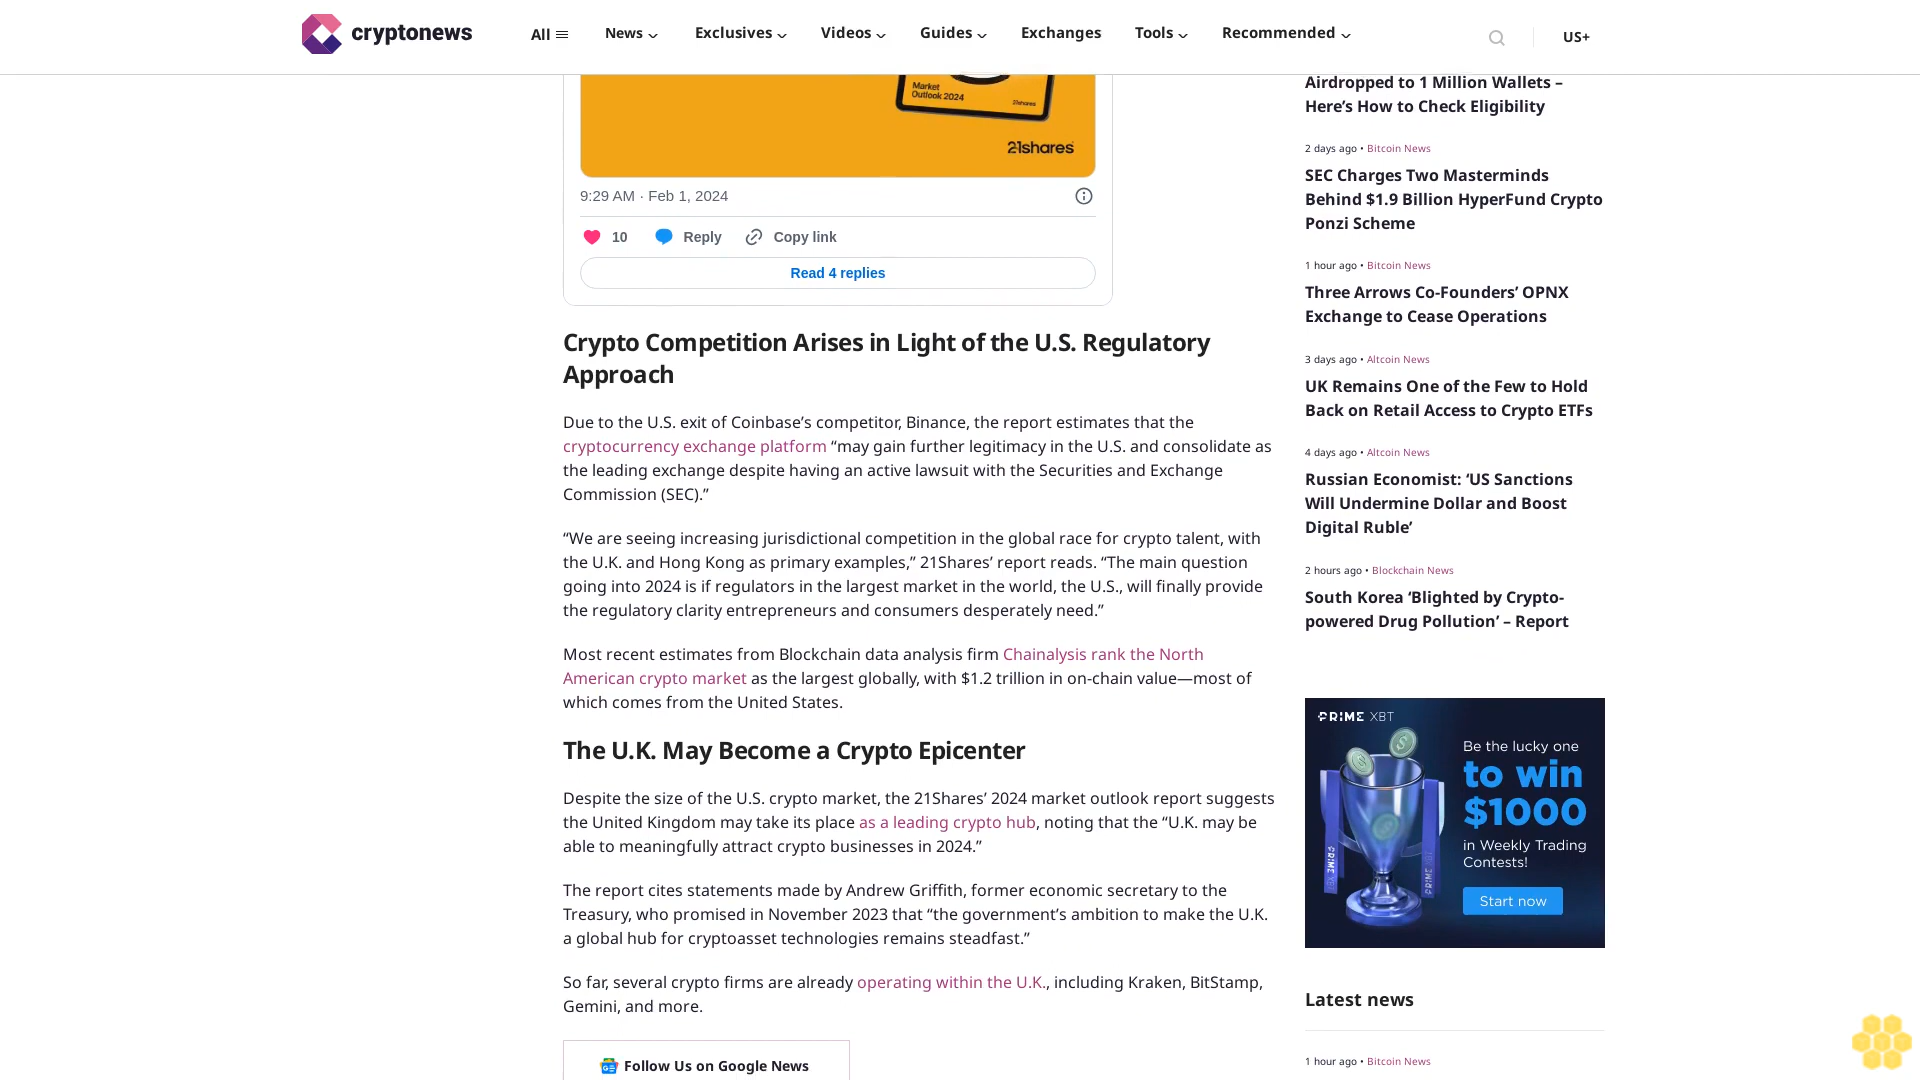 cryptonews
All
News
Exclusives
Videos
Guides
Exchanges
Tools
Recommended
US+
Market
Outlook 2024
21shares
21shares
9:29 AM · Feb 1, 2024
10
Reply
Copy link
Read 4 replies
Crypto Competition Arises in Light of the U.S. Regulatory
Approach
Due to the U.S. exit of Coinbase’s competitor, Binance, the report estimates that the
cryptocurrency exchange platform “may gain further legitimacy in the U.S. and consolidate as
the leading exchange despite having an active lawsuit with the Securities and Exchange
Commission (SEC).”
“We are seeing increasing jurisdictional competition in the global race for crypto talent, with
the U.K. and Hong Kong as primary examples,” 21Shares’ report reads. “The main question
going into 2024 is if regulators in the largest market in the world, the U.S., will finally provide
the regulatory clarity entrepreneurs and consumers desperately need.”
Most recent estimates from Blockchain data analysis firm Chainalysis rank the North
American crypto market as the largest globally, with $1.2 trillion in on-chain value—most of
which comes from the United States.
The U.K. May Become a Crypto Epicenter
Despite the size of the U.S. crypto market, the 21Shares’ 2024 market outlook report suggests
the United Kingdom may take its place as a leading crypto hub, noting that the “U.K. may be
able to meaningfully attract crypto businesses in 2024.”
The report cites statements made by Andrew Griffith, former economic secretary to the
Treasury, who promised in November 2023 that “the government’s ambition to make the U.K.
a global hub for cryptoasset technologies remains steadfast.”
So far, several crypto firms are already operating within the U.K., including Kraken, BitStamp,
Gemini, and more.
Follow Us on Google News
Airdropped to 1 Million Wallets –
Here’s How to Check Eligibility
2 days ago • Bitcoin News
SEC Charges Two Masterminds
Behind $1.9 Billion HyperFund Crypto
Ponzi Scheme
1 hour ago • Bitcoin News
Three Arrows Co-Founders’ OPNX
Exchange to Cease Operations
3 days ago • Altcoin News
UK Remains One of the Few to Hold
Back on Retail Access to Crypto ETFs
4 days ago • Altcoin News
Russian Economist: ‘US Sanctions
Will Undermine Dollar and Boost
Digital Ruble’
2 hours ago • Blockchain News
South Korea ‘Blighted by Crypto-
powered Drug Pollution’ – Report
PRIME XBT
Be the lucky one
to win
$1000
in Weekly Trading
Contests!
Start now
PRIME
PRIME
Latest news
1 hour ago • Bitcoin News